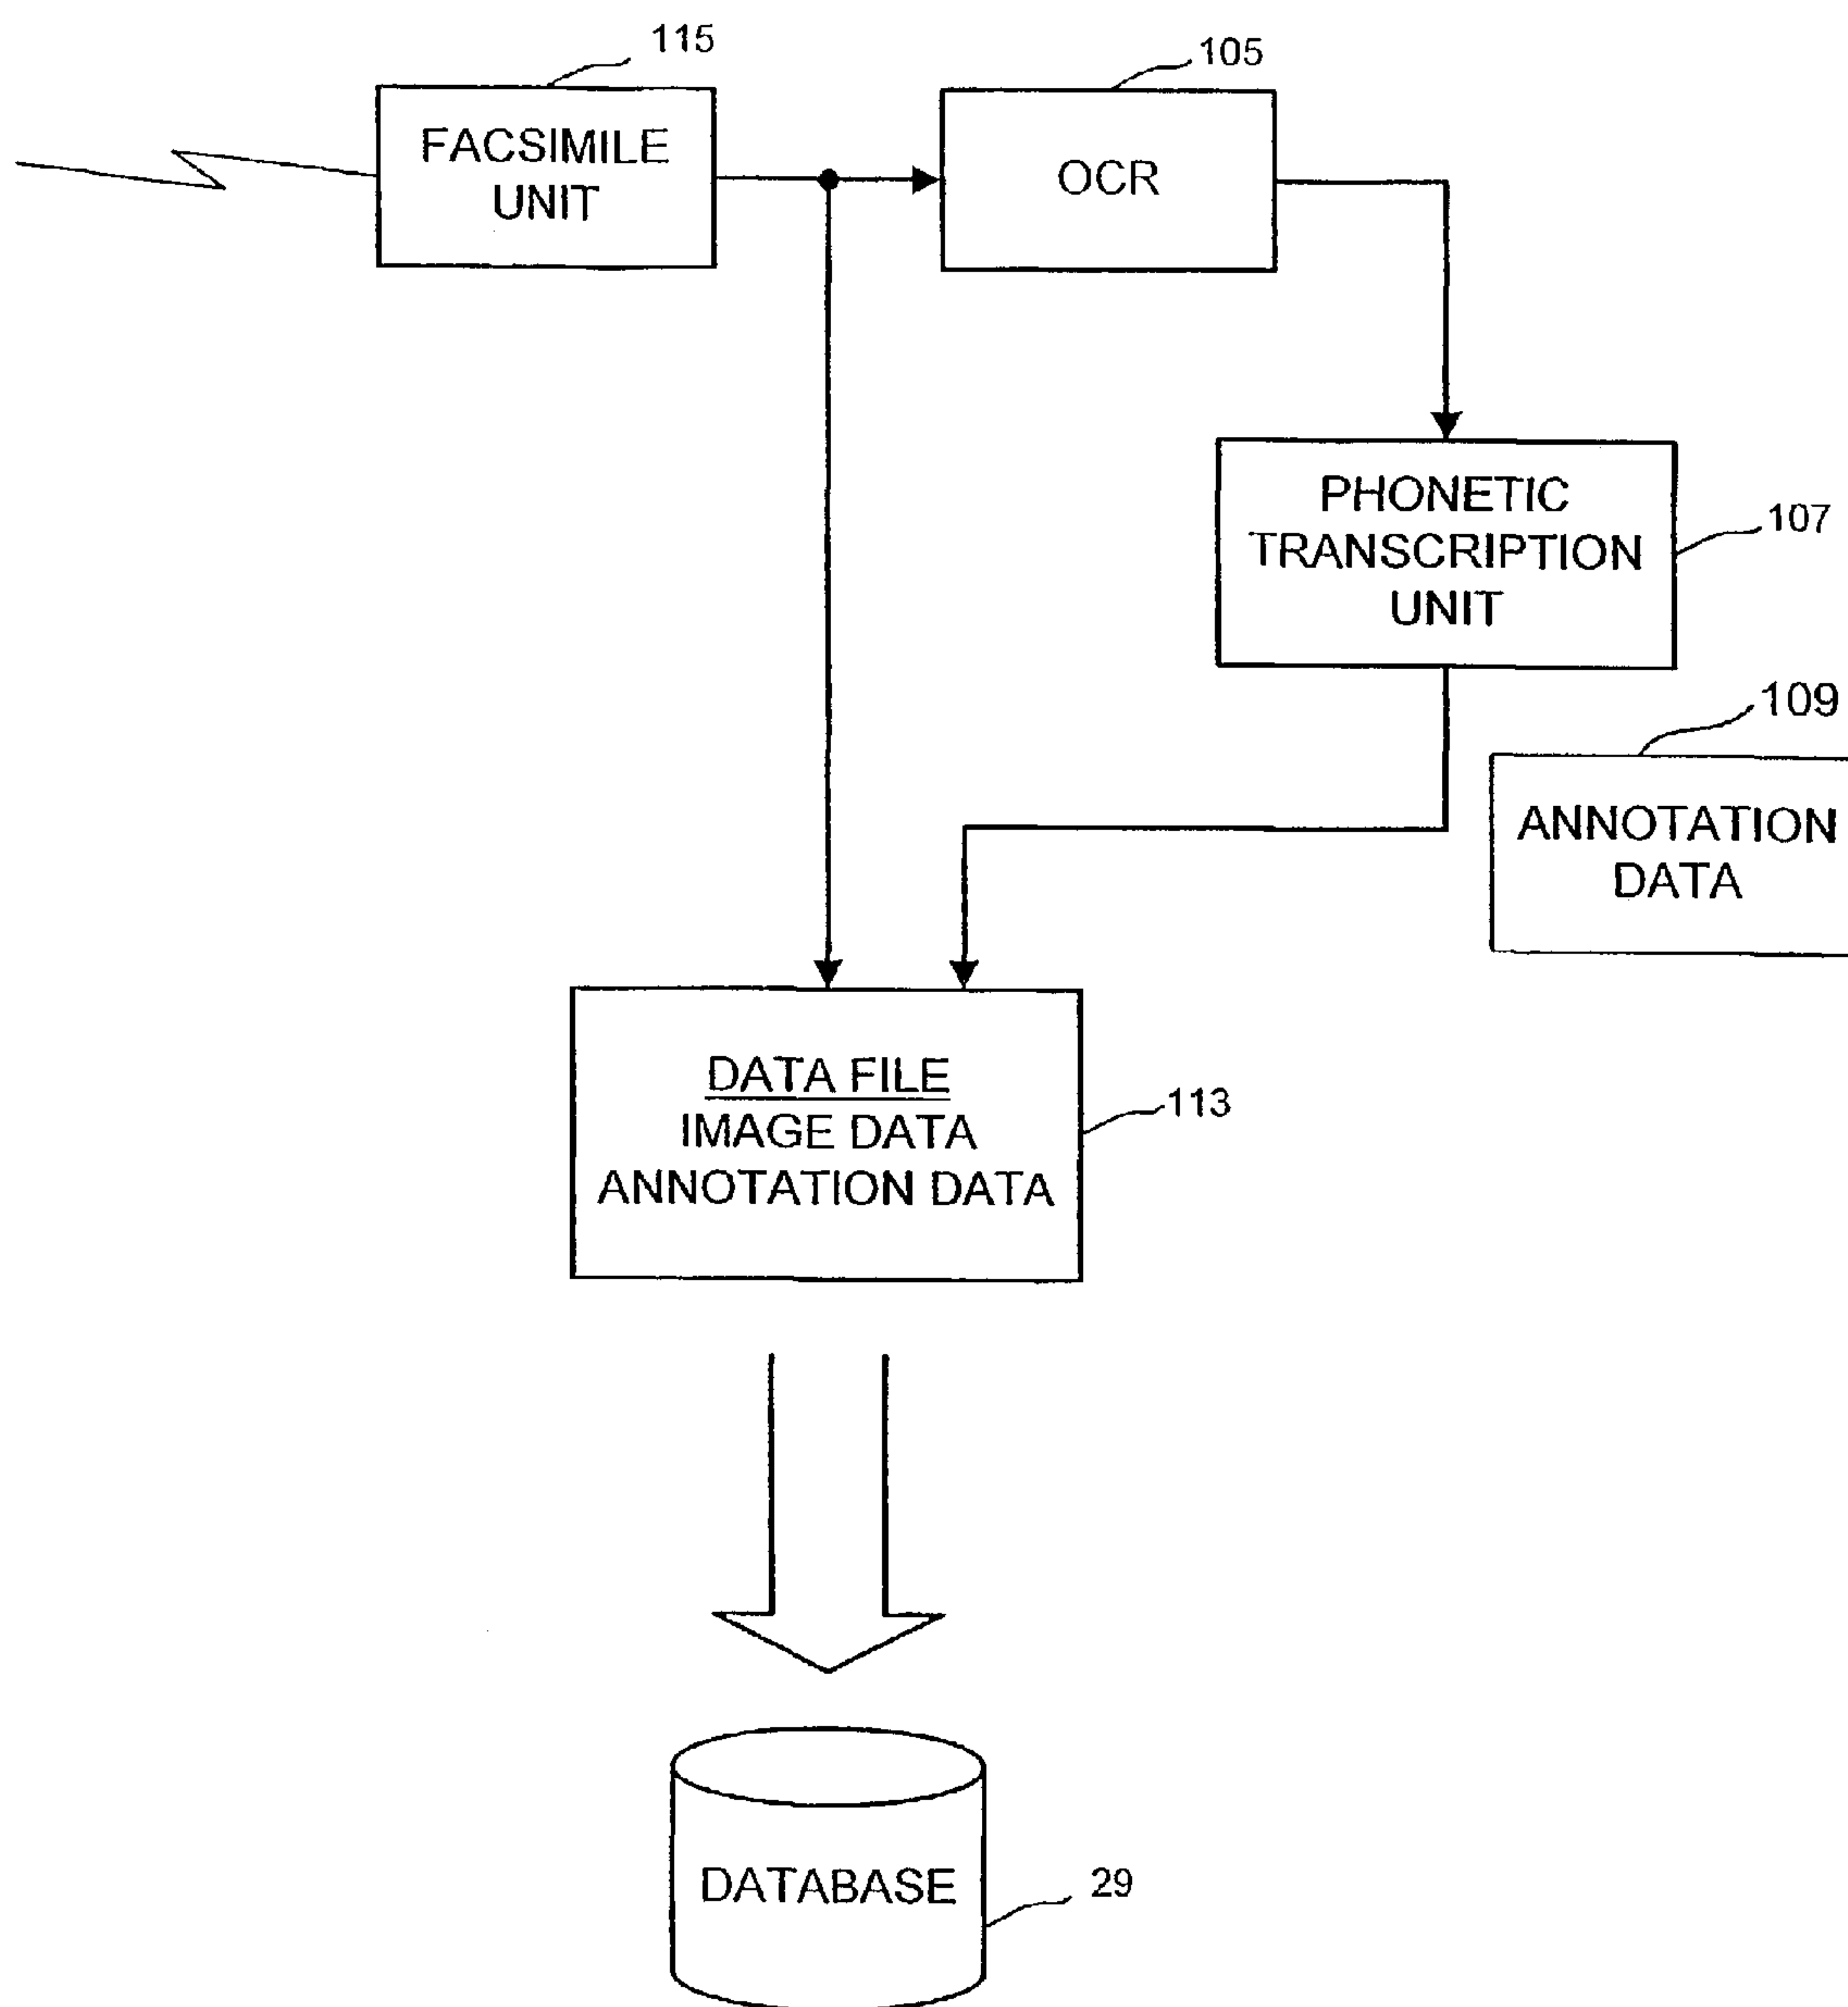 115
105
FACSIMILE
UNIT
OCR
PHONETIC
TRANSCRIPTION
UNIT
107
109
ANNOTATION
DATA
DATA FILE
IMAGE DATA
ANNOTATION DATA
113
DATABASE
29